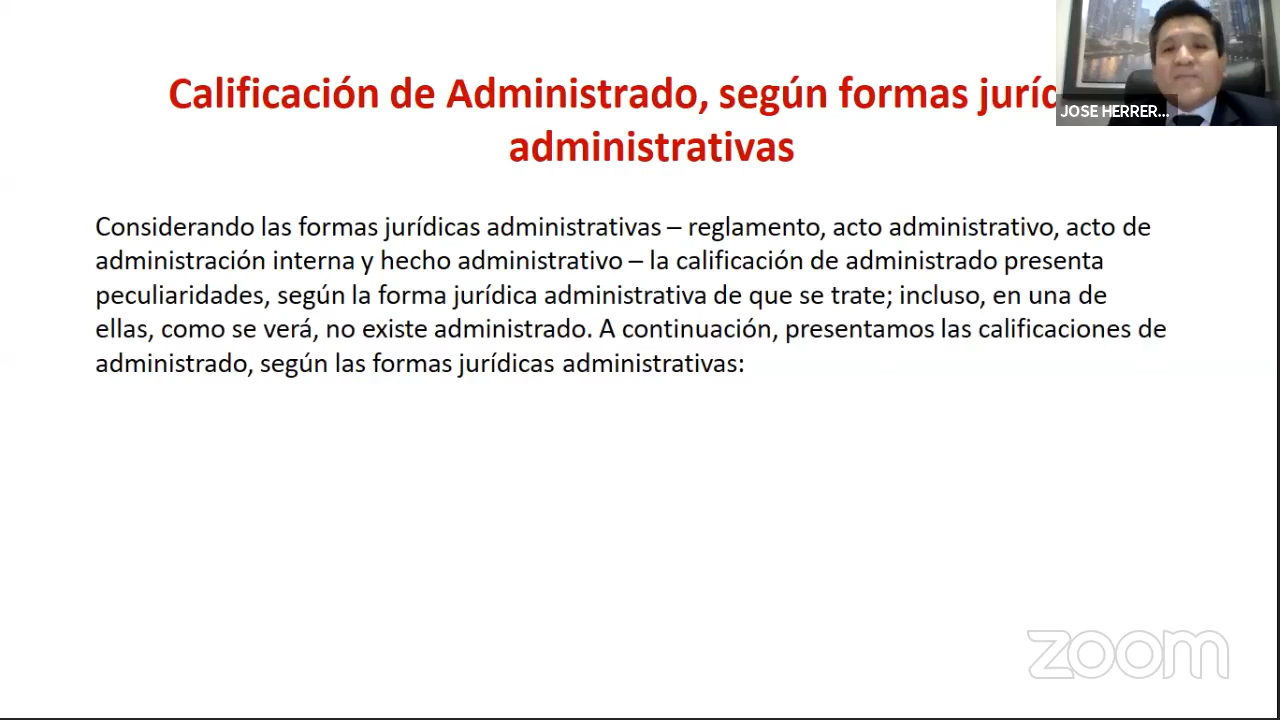 Calificación de Administrado, según formas
administrativas
JOSE HERRER...
Considerando las formas jurídicas administrativas – reglamento, acto administrativo, acto de
administración interna y hecho administrativo – la calificación de administrado presenta
peculiaridades, según la forma jurídica administrativa de que se trate; incluso, en una de
ellas, como se verá, no existe administrado. A continuación, presentamos las calificaciones de
administrado, según las formas jurídicas administrativas:
zoom